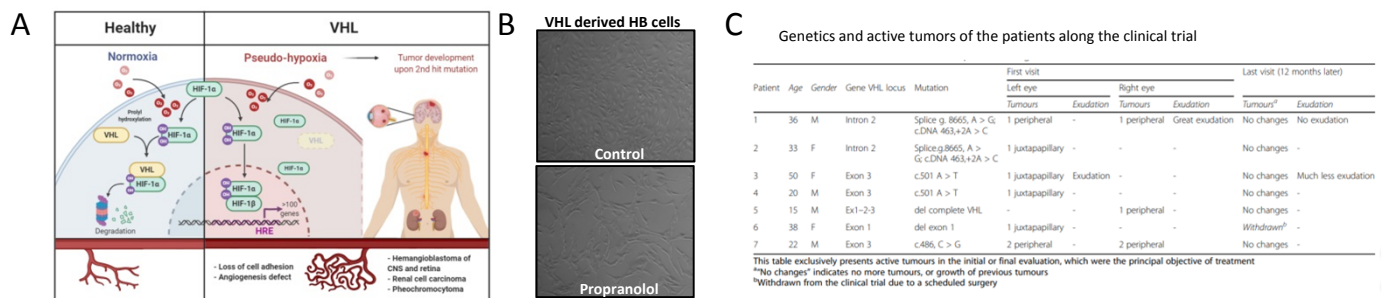 A
Healthy
VHL
Normoxia
Pseudo-hypoxia
Tumor development
upon 2nd hit mutation
O₂
HIF-1α
Prolyl
hydroxylation
VHL
OH
HIF-1α
VHL
HIF-1α
Degradation
HIF-1α
HIF-1α
VHL
HIF-1α
HIF-1α
HIF-1β
>100
genes
HRE
- Loss of cell adhesion
- Angiogenesis defect
- Hemangioblastoma of
CNS and retina
- Renal cell carcinoma
- Pheochromocytoma
B
VHL derived HB cells
Control
Propranolol
C
Genetics and active tumors of the patients along the clinical trial
First visit Last visit (12 months later)
Left eye Right eye
Patient Age Gender Gene VHL locus Mutation Tumours Exudation Tumours Exudation Tumoursᵃ Exudation
1 36 M Intron 2 Splice g. 8665, A > G; 1 peripheral - 1 peripheral Great exudation No changes No exudation
c.DNA 463,+2A > C
2 33 F Intron 2 Splice.g.8665, A > 1 juxtapapillary - - - No changes -
G; c.DNA 463,+2A > C
3 50 F Exon 3 c.501 A > T 1 juxtapapillary Exudation - - No changes Much less exudation
4 20 M Exon 3 c.501 A > T 1 juxtapapillary - - - No changes -
5 15 M Ex1-2-3 del complete VHL - - 1 peripheral No changes -
6 38 F Exon 1 del exon 1 1 juxtapapillary - - - Withdrawnᵇ -
7 22 M Exon 3 c.486, C > G 2 peripheral - 2 peripheral No changes -
This table exclusively presents active tumours in the initial or final evaluation, which were the principal objective of treatment
ᵃ"No changes" indicates no more tumours, or growth of previous tumours
ᵇWithdrawn from the clinical trial due to a scheduled surgery